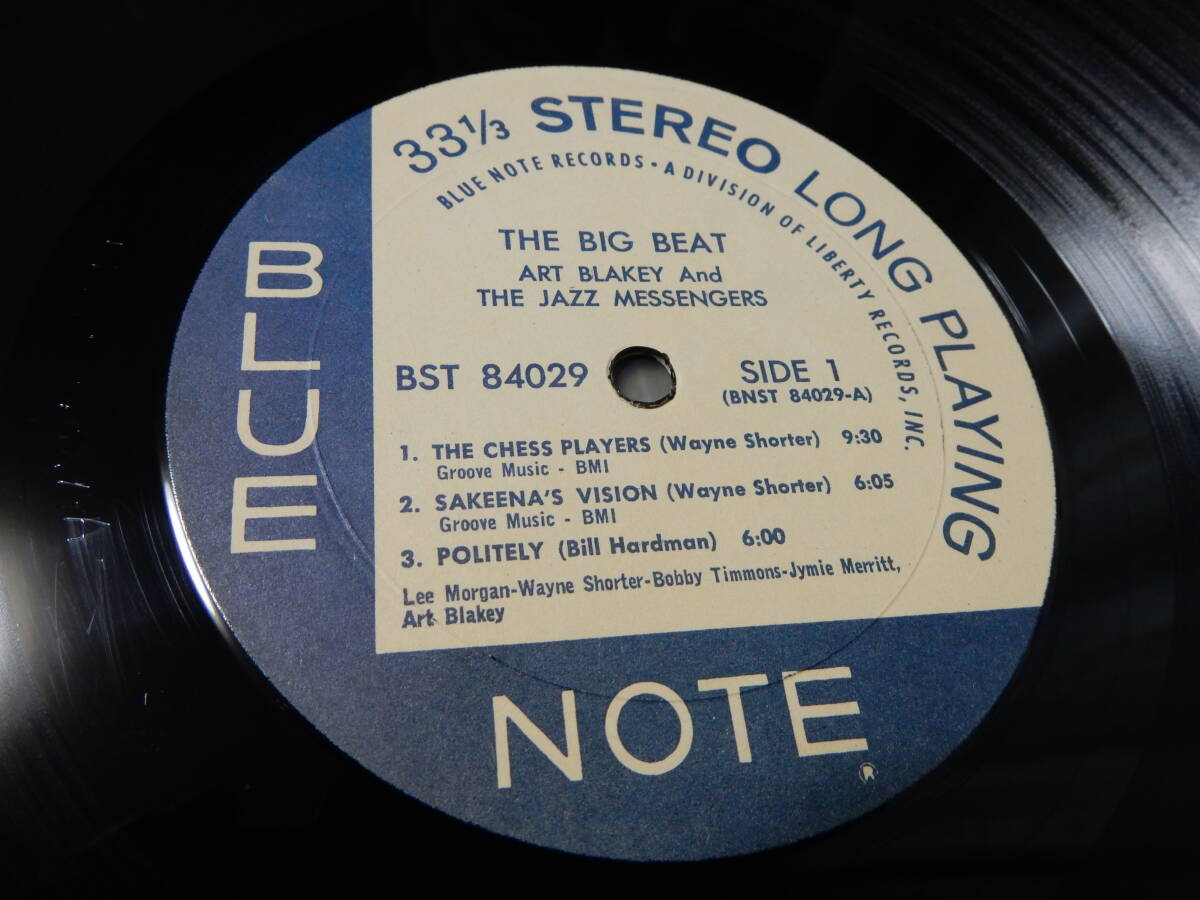 33⅓ STEREO LONG PLAYING
BLUE NOTE RECORDS • A DIVISION OF LIBERTY RECORDS, INC.
THE BIG BEAT
ART BLAKEY And
THE JAZZ MESSENGERS
BST 84029
SIDE 1
(BNST 84029-A)
1. THE CHESS PLAYERS (Wayne Shorter) 9:30
Groove Music - BMI
2. SAKEENA'S VISION (Wayne Shorter) 6:05
Groove Music - BMI
3. POLITELY (Bill Hardman) 6:00
Lee Morgan-Wayne Shorter-Bobby Timmons-Jymie Merritt,
Art Blakey
BLUE
NOTE
®